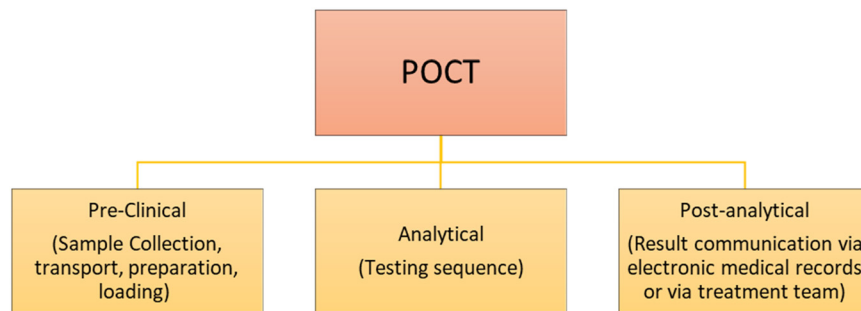 POCT
Pre-Clinical
(Sample Collection,
transport, preparation,
loading)
Analytical
(Testing sequence)
Post-analytical
(Result communication via
electronic medical records
or via treatment team)